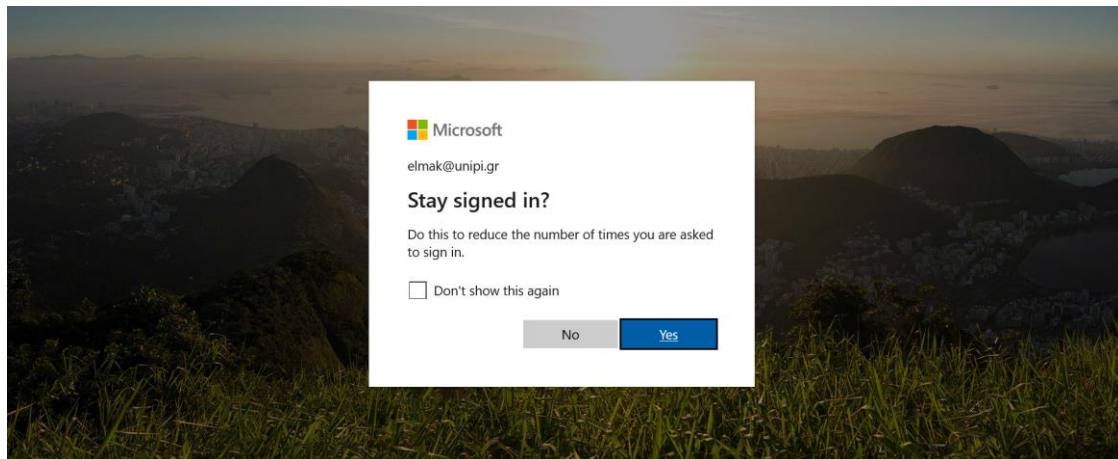 Microsoft
elmak@unipi.gr
Stay signed in?
Do this to reduce the number of times you are asked
to sign in.
Don't show this again
No
Yes